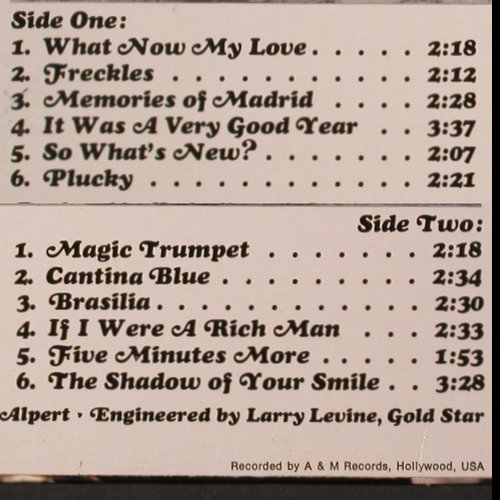 Side One:
1. What Now My Love . . . . . 2:18
2. Freckles . . . . . . . . . . . 2:12
3. Memories of Madrid . . . . 2:28
4. It Was A Very Good Year . . 3:37
5. So What's New? . . . . . . . 2:07
6. Plucky . . . . . . . . . . . . 2:21
Side Two:
1. Magic Trumpet . . . . . . . 2:18
2. Cantina Blue . . . . . . . . . 2:34
3. Brasilia . . . . . . . . . . . . 2:30
4. If I Were A Rich Man . . . 2:33
5. Five Minutes More . . . . . 1:53
6. The Shadow of Your Smile . . 3:28
Alpert · Engineered by Larry Levine, Gold Star
Recorded by A & M Records, Hollywood, USA